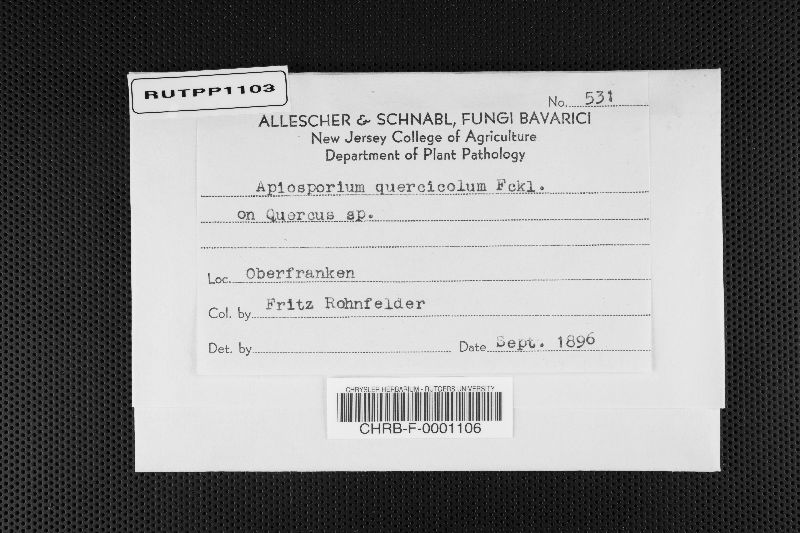 RUTPP1103
No. 531
ALLESCHER & SCHNABL, FUNGI BAVARICI
New Jersey College of Agriculture
Department of Plant Pathology
Apiosporium quercicolum Fckl.
on Quercus sp.
Loc. Oberfranken
Col. by Fritz Rohnfelder
Det. by
Date Sept. 1896
CHRYSLER HERBARIUM - RUTGERS UNIVERSITY
CHRB-F-0001106